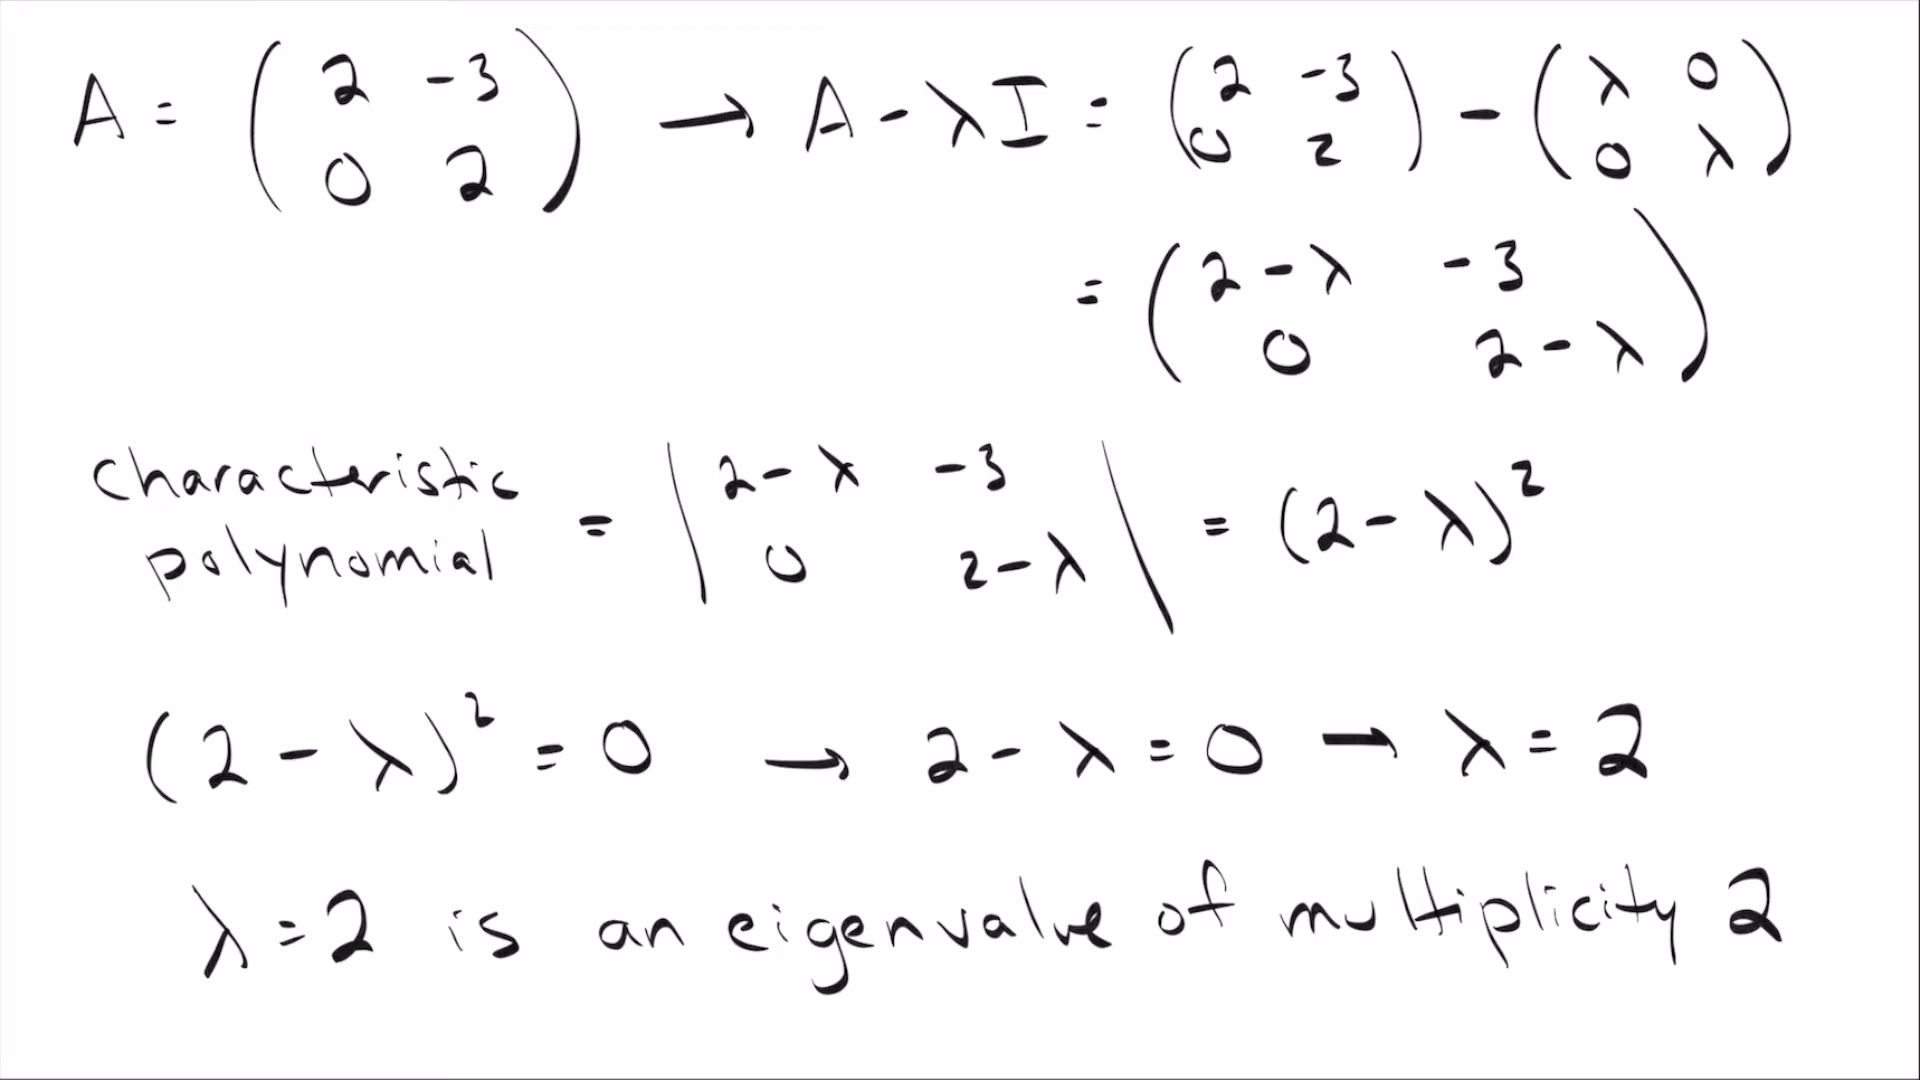 A = ( 2 -3 ) → A - λI = ( 2 -3 ) - ( λ 0 )
( 0 2 ) ( 0 2 ) ( 0 λ )
= ( 2 - λ -3 )
( 0 2 - λ )
characteristic | 2 - λ -3 |
polynomial = | 0 2 - λ | = (2 - λ)²
(2 - λ)² = 0 → 2 - λ = 0 → λ = 2
λ = 2 is an eigenvalue of multiplicity 2